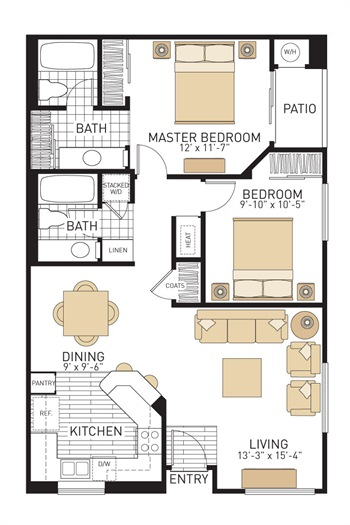 W/H
PATIO
BATH
MASTER BEDROOM
12' x 11'-7"
STACKED
W/D
BEDROOM
9'-10" x 10'-5"
BATH
LINEN
HEAT
COATS
DINING
9' x 9'-6"
PANTRY
REF.
KITCHEN
D/W
ENTRY
LIVING
13'-3" x 15'-4"